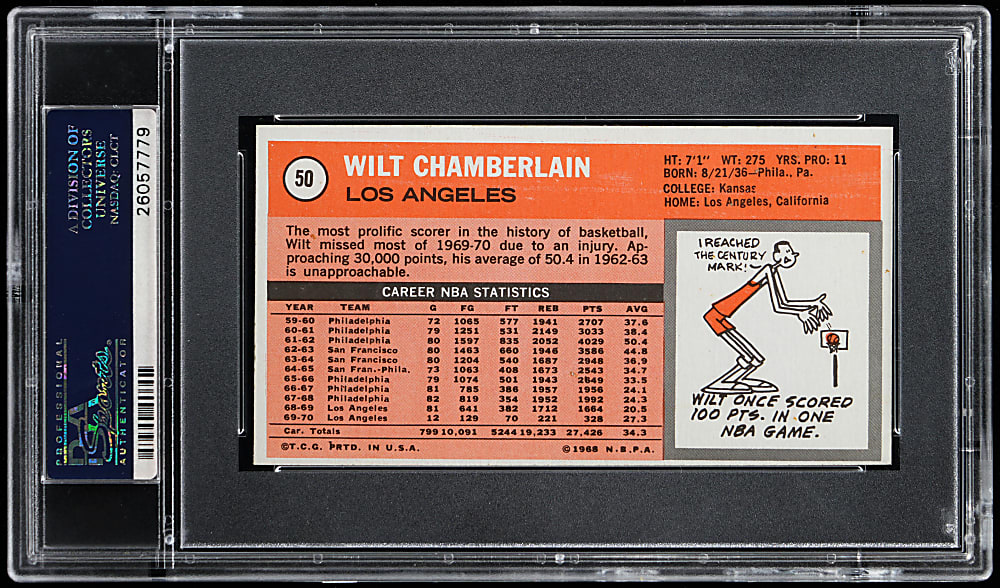 A DIVISION OF
COLLECTORS
UNIVERSE
NASDAQ: CLCT
26057779
PROFESSIONAL
PSA
Sports
AUTHENTICATOR
50
WILT CHAMBERLAIN
LOS ANGELES
HT: 7'1" WT: 275 YRS. PRO: 11
BORN: 8/21/36—Phila., Pa.
COLLEGE: Kansas
HOME: Los Angeles, California
The most prolific scorer in the history of basketball,
Wilt missed most of 1969-70 due to an injury. Ap-
proaching 30,000 points, his average of 50.4 in 1962-63
is unapproachable.
CAREER NBA STATISTICS
YEAR TEAM G FG FT REB PTS AVG
59-60 Philadelphia 72 1065 577 1941 2707 37.6
60-61 Philadelphia 79 1251 531 2149 3033 38.4
61-62 Philadelphia 80 1597 835 2052 4029 50.4
62-63 San Francisco 80 1463 660 1946 3586 44.8
63-64 San Francisco 80 1204 540 1687 2948 36.9
64-65 San Fran.-Phila. 73 1063 408 1673 2543 34.7
65-66 Philadelphia 79 1074 501 1943 2649 33.5
66-67 Philadelphia 81 785 386 1957 1956 24.1
67-68 Philadelphia 82 819 354 1952 1992 24.3
68-69 Los Angeles 81 641 382 1712 1664 20.5
69-70 Los Angeles 12 129 70 221 328 27.3
Car. Totals 799 10,091 5244 19,233 27,426 34.3
©T.C.G. PRTD. IN U.S.A. ©1968 N.B.P.A.
I REACHED
THE CENTURY
MARK!
WILT ONCE SCORED
100 PTS. IN ONE
NBA GAME.